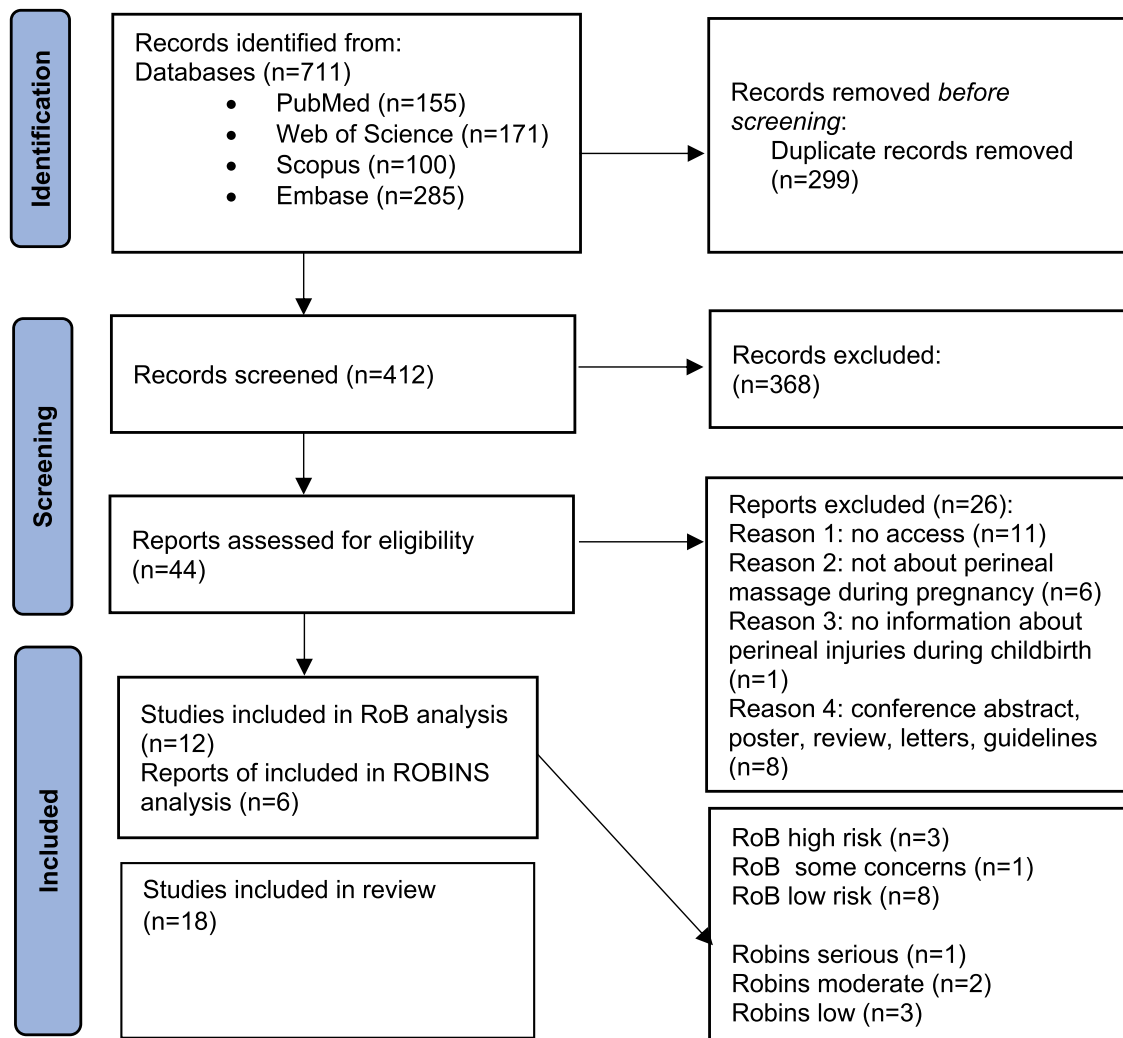 Identification
Records identified from:
Databases (n=711)
• PubMed (n=155)
• Web of Science (n=171)
• Scopus (n=100)
• Embase (n=285)
Records removed before
screening:
Duplicate records removed
(n=299)
Screening
Records screened (n=412)
Records excluded:
(n=368)
Reports assessed for eligibility
(n=44)
Reports excluded (n=26):
Reason 1: no access (n=11)
Reason 2: not about perineal
massage during pregnancy (n=6)
Reason 3: no information about
perineal injuries during childbirth
(n=1)
Reason 4: conference abstract,
poster, review, letters, guidelines
(n=8)
Included
Studies included in RoB analysis
(n=12)
Reports of included in ROBINS
analysis (n=6)
Studies included in review
(n=18)
RoB high risk (n=3)
RoB  some concerns (n=1)
RoB low risk (n=8)
Robins serious (n=1)
Robins moderate (n=2)
Robins low (n=3)